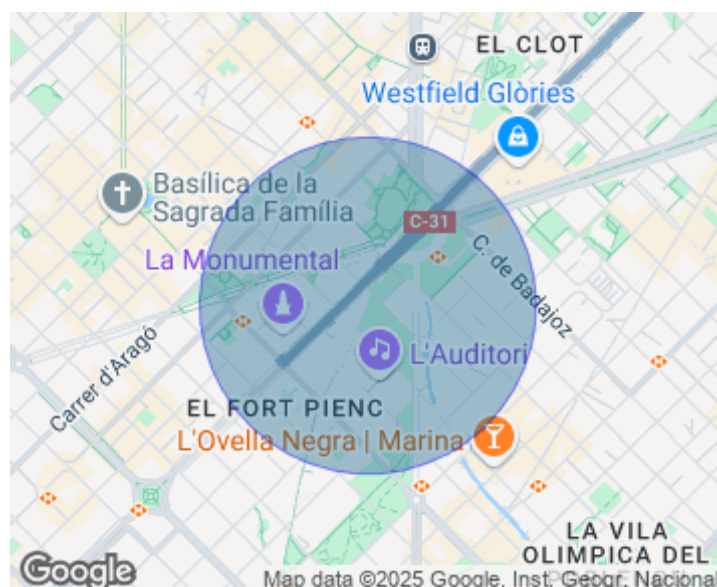 EL CLOT
Westfield Glòries
Basílica de la
Sagrada Família
C-31
La Monumental
C. de Badajoz
L'Auditori
Carrer d'Aragó
EL FORT PIENC
L'Ovella Negra | Marina
LA VILA
OLIMPICA DEL
Google
Map data ©2025 Google, Inst. Geogr. Nacional